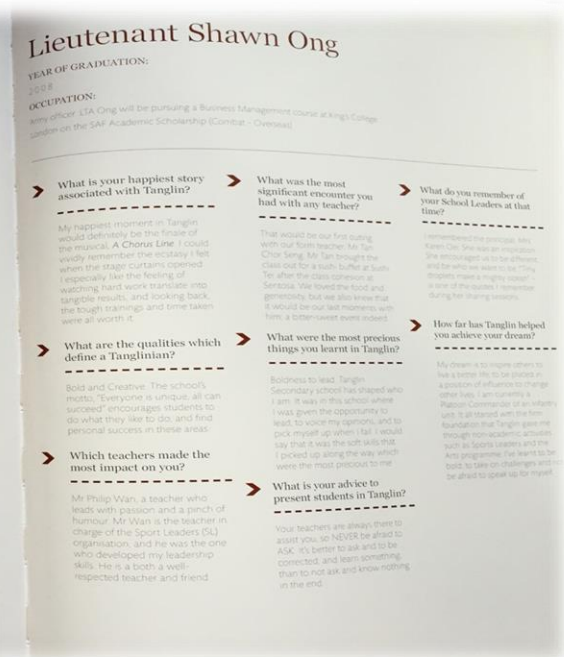 Lieutenant Shawn Ong
YEAR OF GRADUATION:
2008
OCCUPATION:
Army officer. LTA Ong will be pursuing a Business Management course at King's College
London on the SAF Academic Scholarship (Combat - Overseas)
What is your happiest story
associated with Tanglin?
My happiest moment in Tanglin
would definitely be the finale of
the musical, A Chorus Line. I could
vividly remember the ecstasy I felt
when the stage curtains opened.
I especially like the feeling of
watching hard work translate into
tangible results, and looking back,
the tough trainings and time taken
were all worth it.
What are the qualities which
define a Tanglinian?
Bold and Creative. The school's
motto, "Everyone is unique, all can
succeed" encourages students to
do what they like to do, and find
personal success in these areas.
Which teachers made the
most impact on you?
Mr Philip Wan, a teacher who
leads with passion and a pinch of
humour. Mr Wan is the teacher in
charge of the Sport Leaders (SL)
organisation, and he was the one
who developed my leadership
skills. He is a both a well-
respected teacher and friend.
What was the most
significant encounter you
had with any teacher?
That would be our first outing
with our form teacher, Mr Tan
Chor Seng. Mr Tan brought the
class out for a sushi buffet at Sushi
Tei after the class cohesion at
Sentosa. We loved the food and
generosity, but we also knew that
it would be our last moments with
him; a bitter-sweet event indeed.
What were the most precious
things you learnt in Tanglin?
Boldness to lead. Tanglin
Secondary school has shaped who
I am. It was in this school where
I was given the opportunity to
lead, to voice my opinions, and to
pick myself up when I fall. I would
say that it was the soft skills that
I picked up along the way which
were the most precious to me.
What is your advice to
present students in Tanglin?
Your teachers are always there to
assist you, so NEVER be afraid to
ASK. It's better to ask and to be
corrected, and learn something,
than to not ask and know nothing
in the end.
What do you remember of
your School Leaders at that
time?
I remembered the principal, Mrs
Karen Oei. She was an inspiration.
She encouraged us to be different,
and be who we want to be. "Tiny
droplets make a mighty ocean"
is one of the quotes I remember
during her sharing sessions.
How far has Tanglin helped
you achieve your dream?
My dream is to inspire others to
live a better life; to be placed in
a position of influence to change
other lives. I am currently a
Platoon Commander of an infantry
unit. It all started with the firm
foundation that Tanglin gave me
through non-academic activities
such as Sports Leaders and the
Arts programme. I've learnt to be
bold, to take on challenges and not
be afraid to speak up for myself.